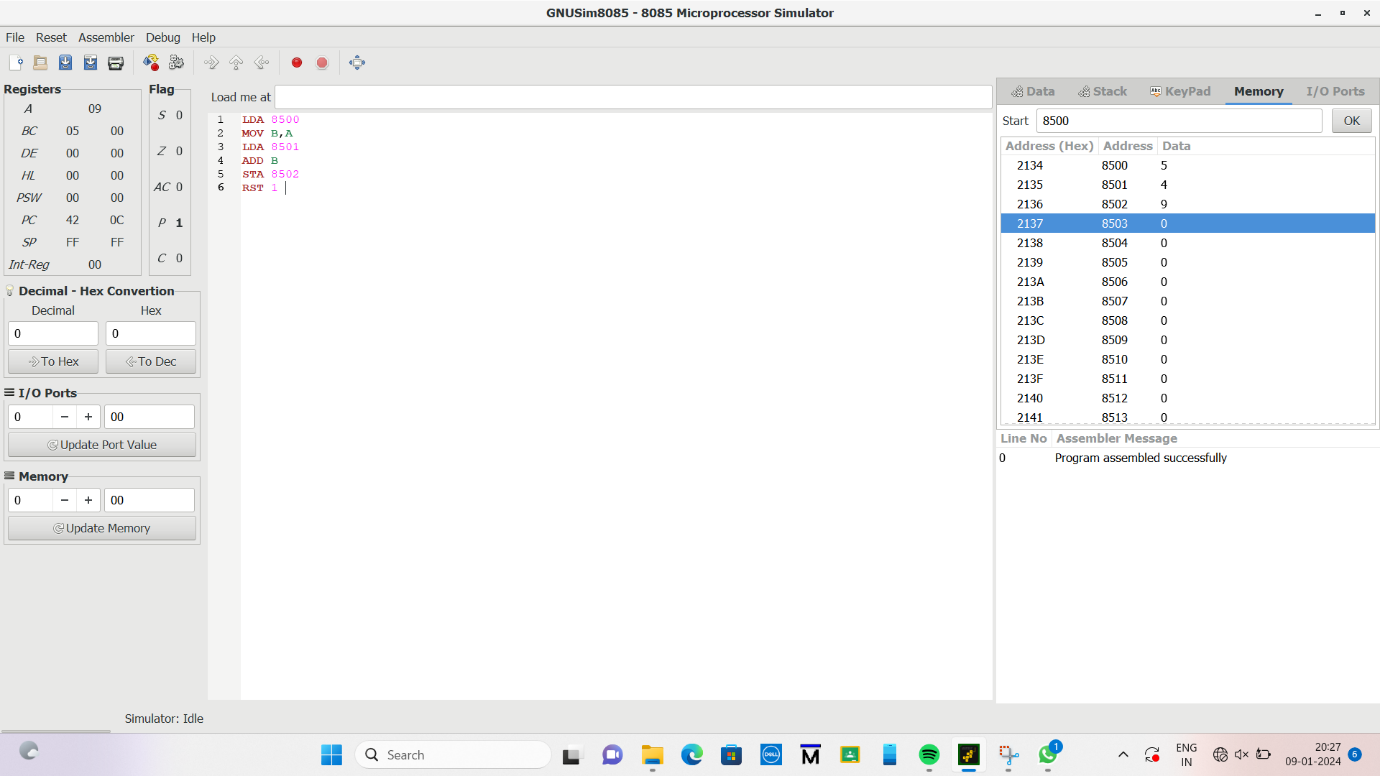 GNUSim8085 - 8085 Microprocessor Simulator
File Reset Assembler Debug Help
Registers
A 09
BC 05 00
DE 00 00
HL 00 00
PSW 00 00
PC 42 0C
SP FF FF
Int-Reg 00
Flag
S 0
Z 0
AC 0
P 1
C 0
Decimal - Hex Convertion
Decimal Hex
0 0
To Hex To Dec
I/O Ports
0 − + 00
Update Port Value
Memory
0 − + 00
Update Memory
Load me at
1 LDA 8500
2 MOV B,A
3 LDA 8501
4 ADD B
5 STA 8502
6 RST 1
Data Stack Abc KeyPad Memory I/O Ports
Start 8500 OK
Address (Hex) Address Data
2134 8500 5
2135 8501 4
2136 8502 9
2137 8503 0
2138 8504 0
2139 8505 0
213A 8506 0
213B 8507 0
213C 8508 0
213D 8509 0
213E 8510 0
213F 8511 0
2140 8512 0
2141 8513 0
Line No Assembler Message
0 Program assembled successfully
Simulator: Idle
Search
DELL
M
1
ENG
IN
20:27
09-01-2024
6